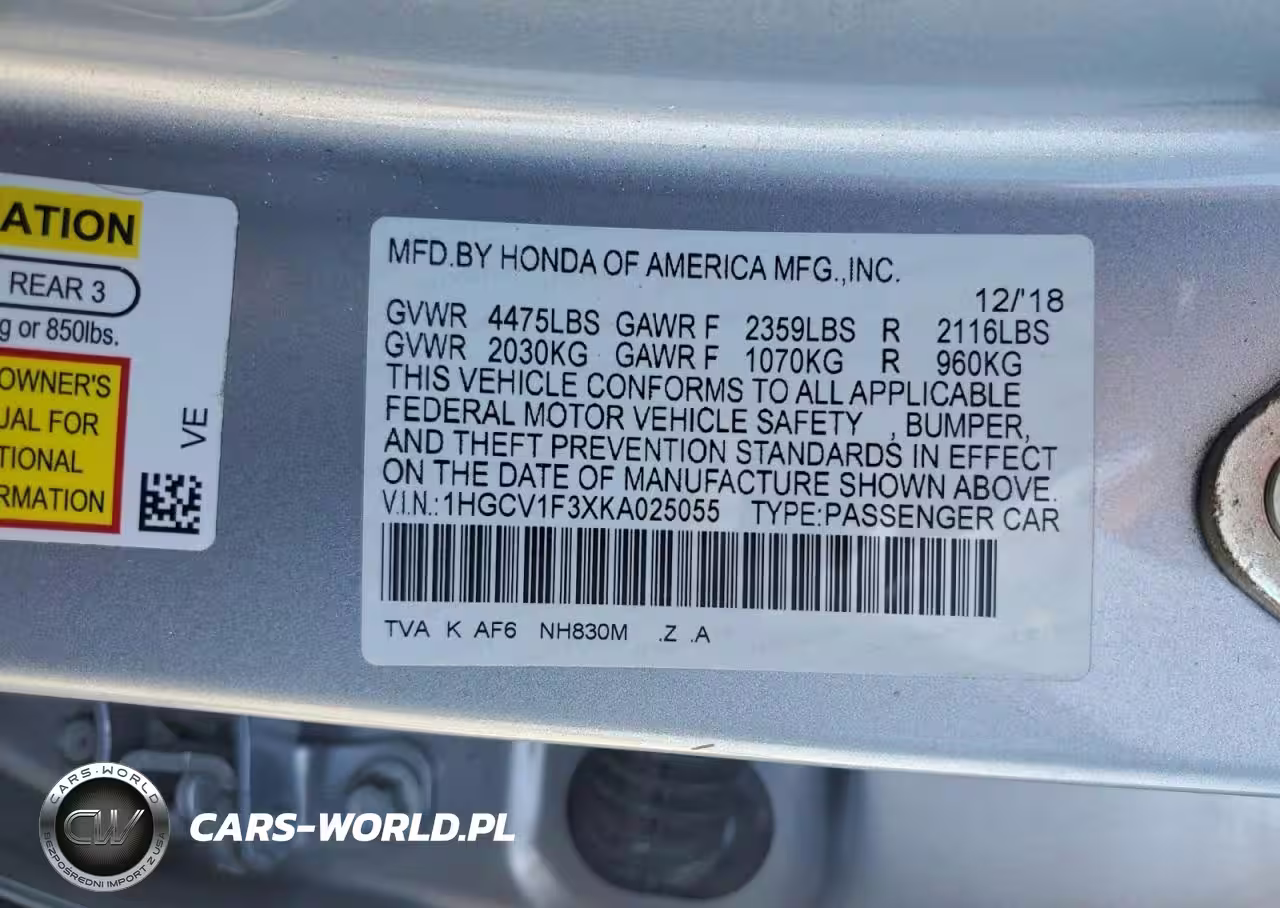 ATION
REAR 3
g or 850lbs.
OWNER'S
UAL FOR
TIONAL
RMATION
VE
MFD.BY HONDA OF AMERICA MFG.,INC.
12/'18
GVWR 4475LBS GAWR F 2359LBS R 2116LBS
GVWR 2030KG GAWR F 1070KG R 960KG
THIS VEHICLE CONFORMS TO ALL APPLICABLE
FEDERAL MOTOR VEHICLE SAFETY , BUMPER,
AND THEFT PREVENTION STANDARDS IN EFFECT
ON THE DATE OF MANUFACTURE SHOWN ABOVE.
V.I.N.:1HGCV1F3XKA025055 TYPE:PASSENGER CAR
TVA K AF6 NH830M .Z .A
CARS-WORLD
CW
BEZPOŚREDNI IMPORT Z USA
CARS-WORLD.PL